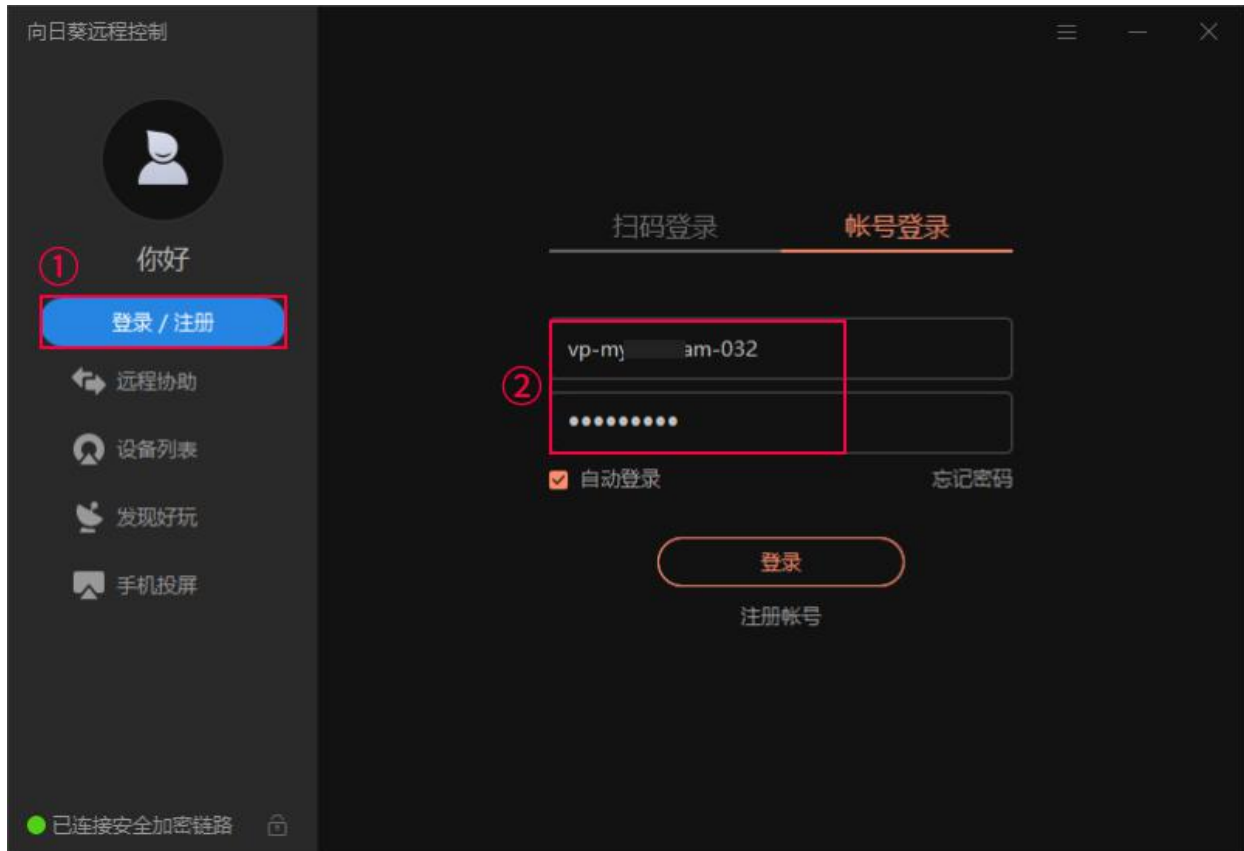 向日葵远程控制
你好
①
登录 / 注册
远程协助
设备列表
发现好玩
手机投屏
已连接安全加密链路
扫码登录 帐号登录
vp-my am-032
②
•••••••••
自动登录 忘记密码
登录
注册帐号